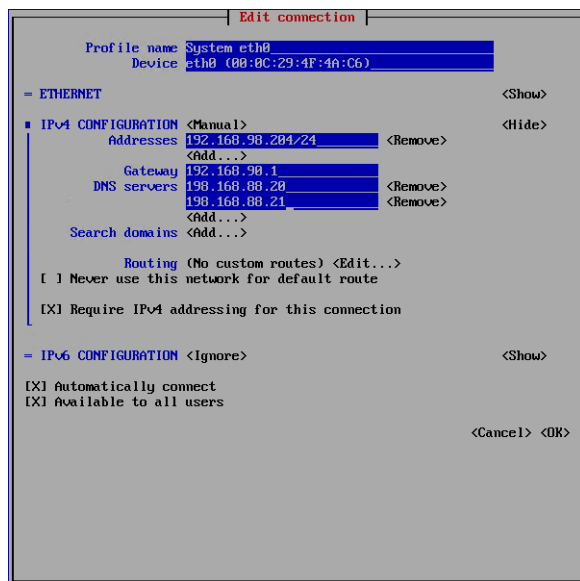 Edit connection
Profile name System eth0
Device eth0 (00:0C:29:4F:4A:C6)
= ETHERNET <Show>
IPv4 CONFIGURATION <Manual> <Hide>
Addresses 192.168.98.204/24 <Remove>
<Add...>
Gateway 192.168.90.1
DNS servers 198.168.88.20 <Remove>
198.168.88.21 <Remove>
<Add...>
Search domains <Add...>
Routing (No custom routes) <Edit...>
[ ] Never use this network for default route
[X] Require IPv4 addressing for this connection
= IPv6 CONFIGURATION <Ignore> <Show>
[X] Automatically connect
[X] Available to all users
<Cancel> <OK>